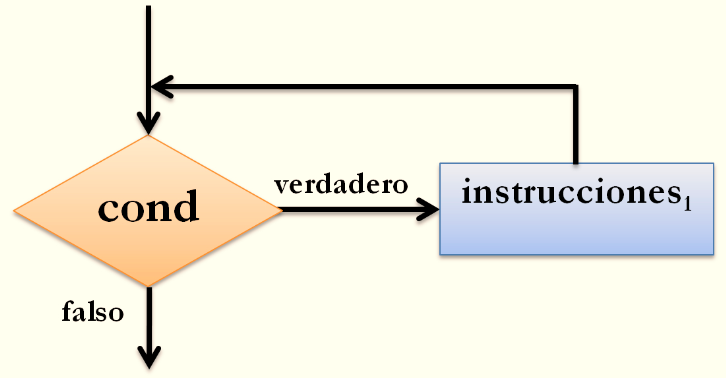 cond
verdadero
instrucciones₁
falso